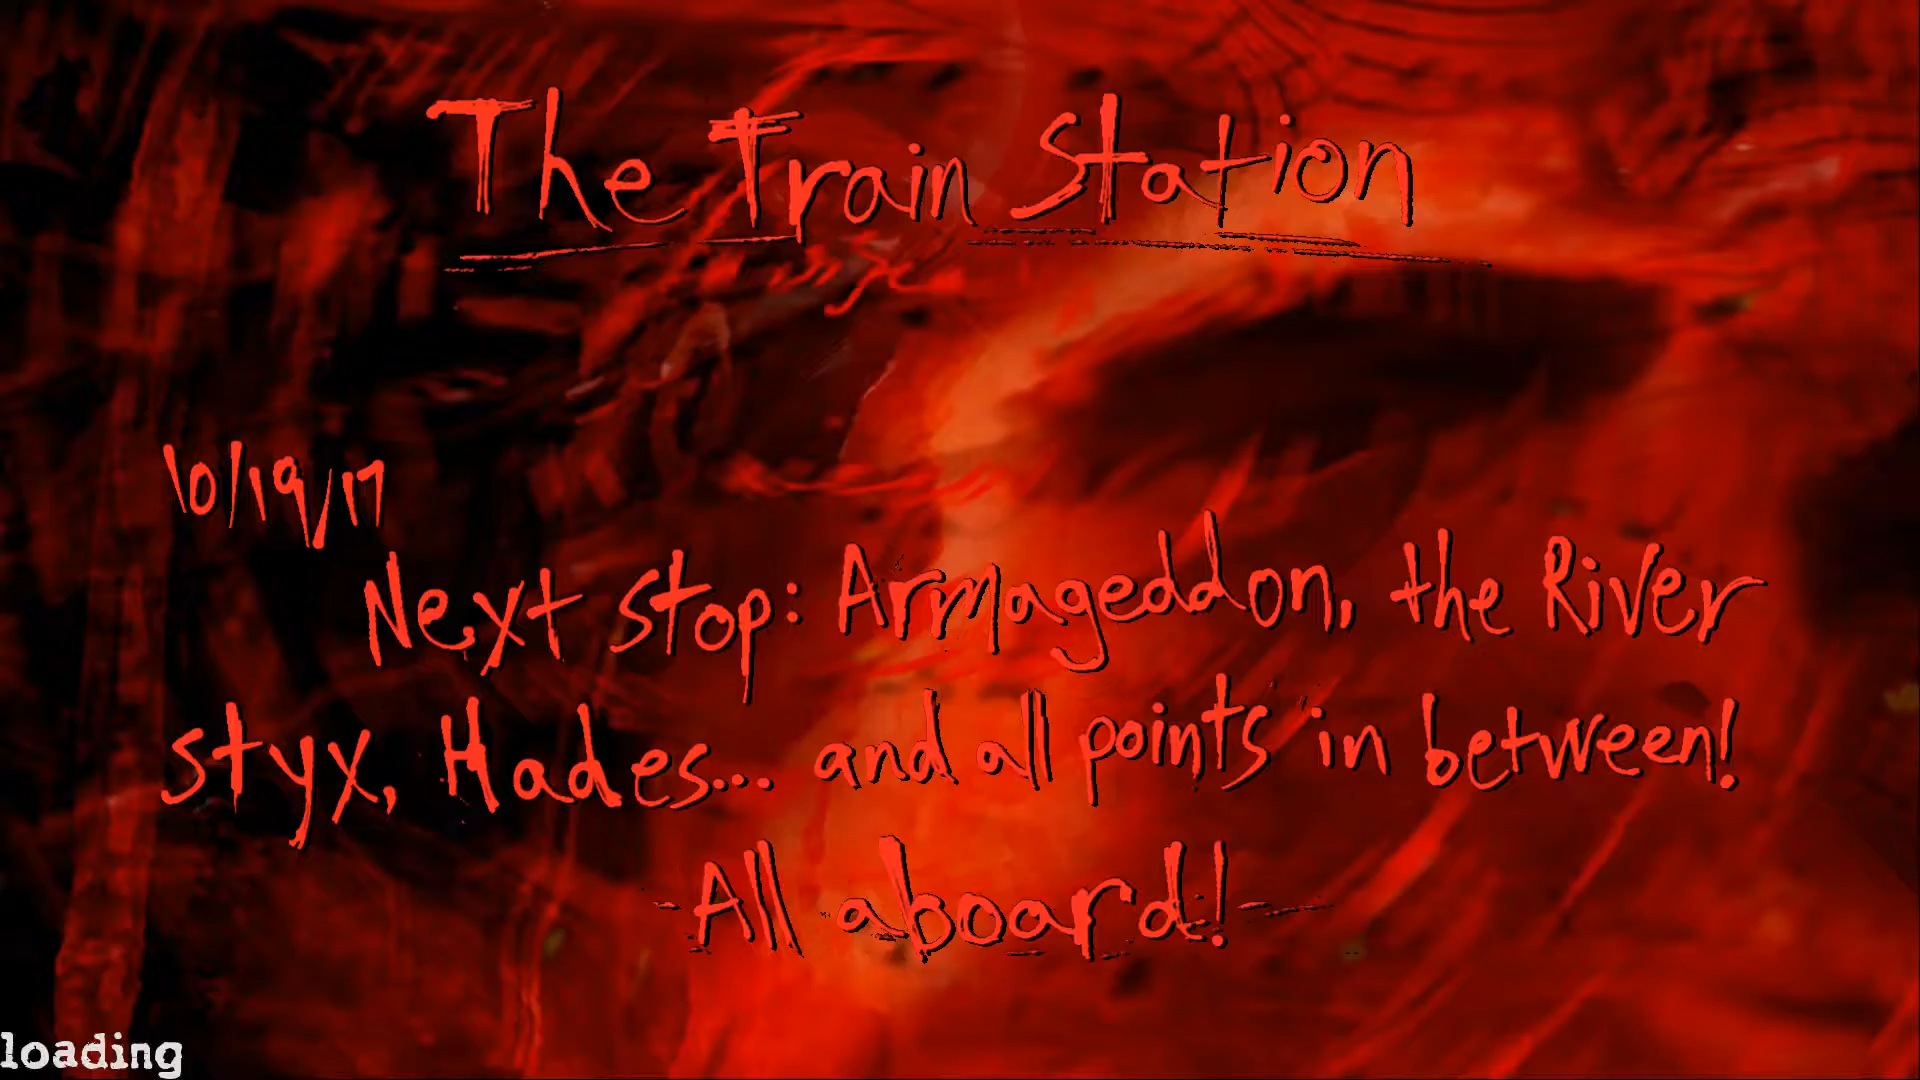 The Train Station
10/19/17
Next stop: Armageddon, the River
styx, Hades... and all points in between!
-All aboard!-
loading